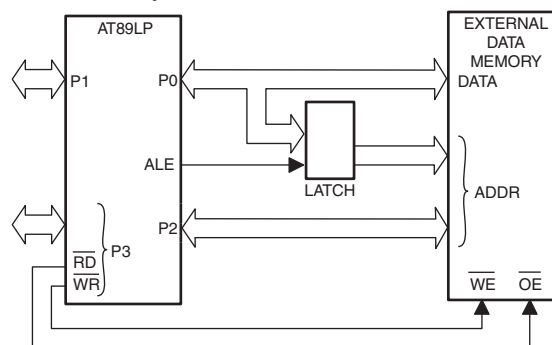 AT89LP
EXTERNAL
DATA
MEMORY
P1
P0
DATA
ALE
LATCH
ADDR
P2
P3
RD
WR
WE
OE